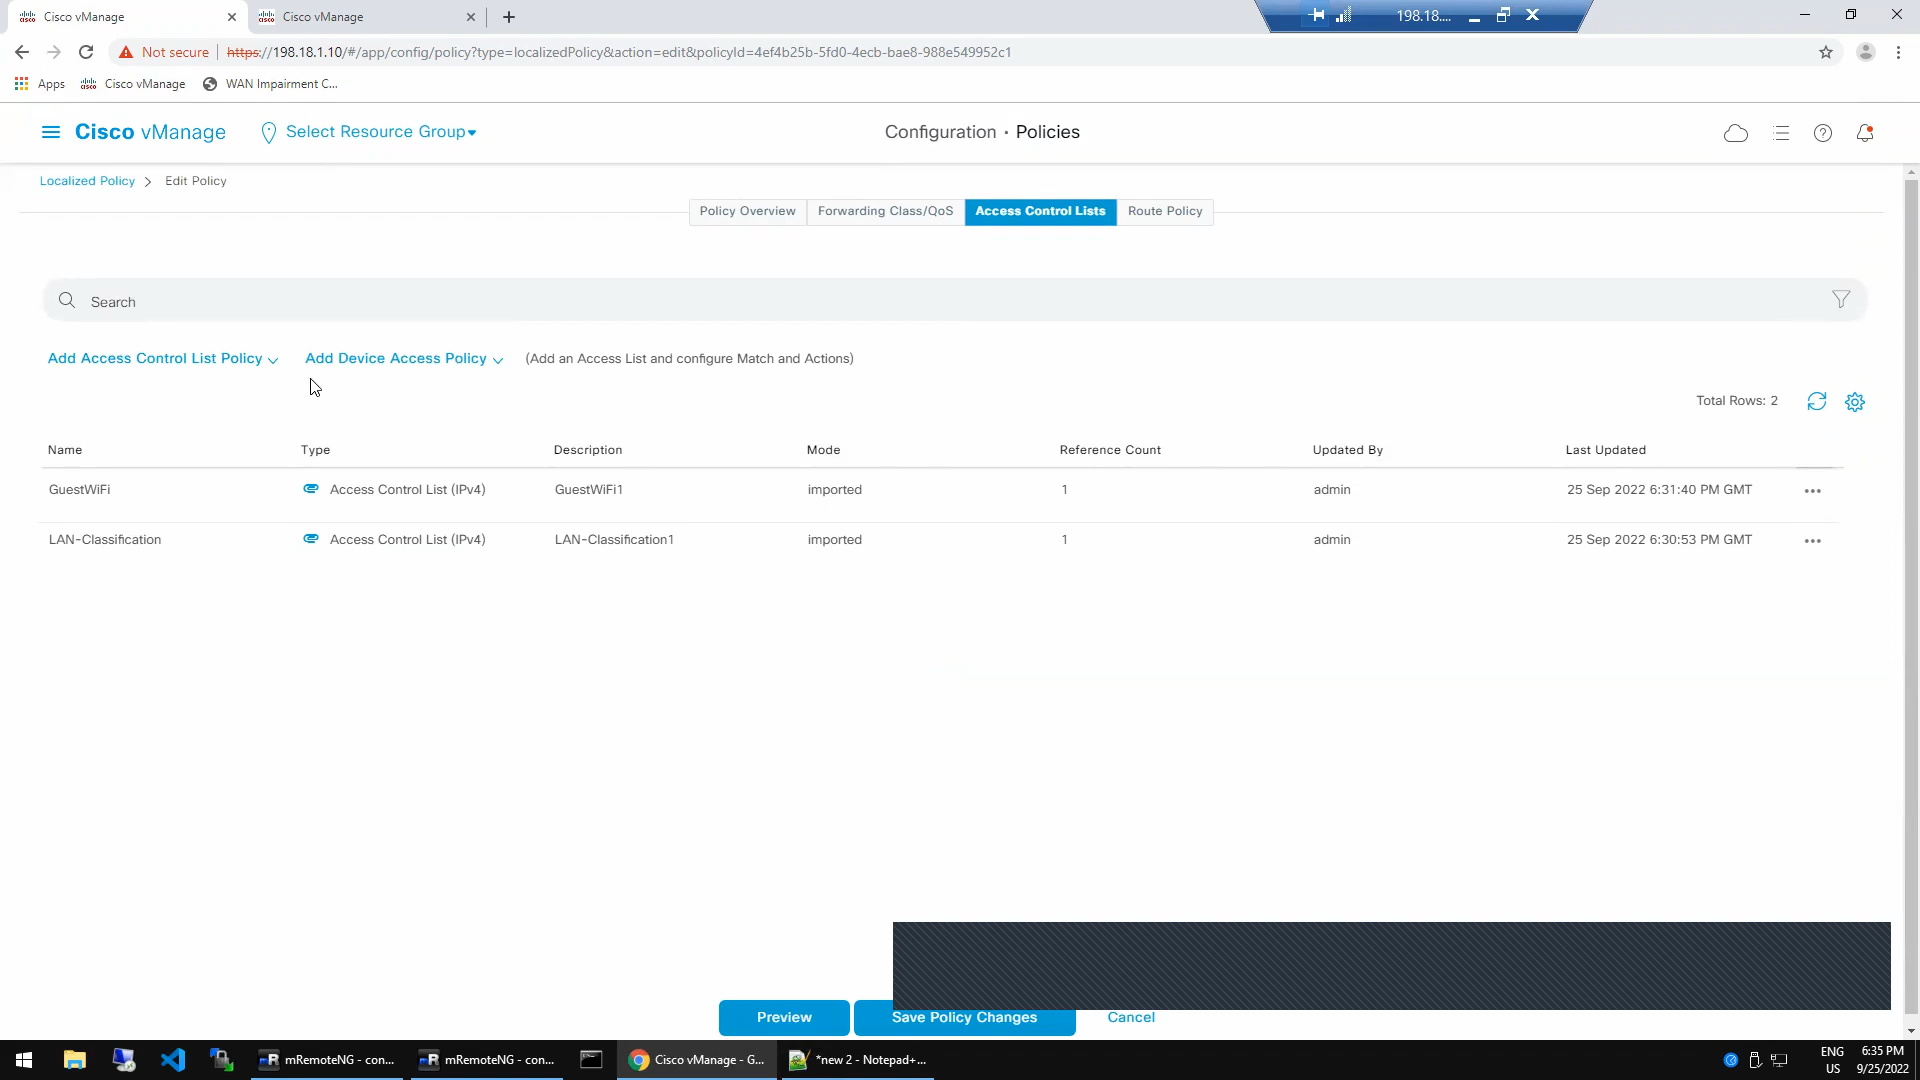 Cisco vManage
Cisco vManage
198.18....
Not secure
https://198.18.1.10/#/app/config/policy?type=localizedPolicy&action=edit&policyId=4ef4b25b-5fd0-4ecb-bae8-988e549952c1
Apps
Cisco vManage
WAN Impairment C...
Cisco vManage
Select Resource Group
Configuration · Policies
Localized Policy > Edit Policy
Policy Overview
Forwarding Class/QoS
Access Control Lists
Route Policy
Search
Add Access Control List Policy
Add Device Access Policy
(Add an Access List and configure Match and Actions)
Total Rows: 2
Name Type Description Mode Reference Count Updated By Last Updated
GuestWiFi Access Control List (IPv4) GuestWiFi1 imported 1 admin 25 Sep 2022 6:31:40 PM GMT
LAN-Classification Access Control List (IPv4) LAN-Classification1 imported 1 admin 25 Sep 2022 6:30:53 PM GMT
Preview
Save Policy Changes
Cancel
mRemoteNG - con...
mRemoteNG - con...
Cisco vManage - G...
*new 2 - Notepad+...
ENG
US
6:35 PM
9/25/2022